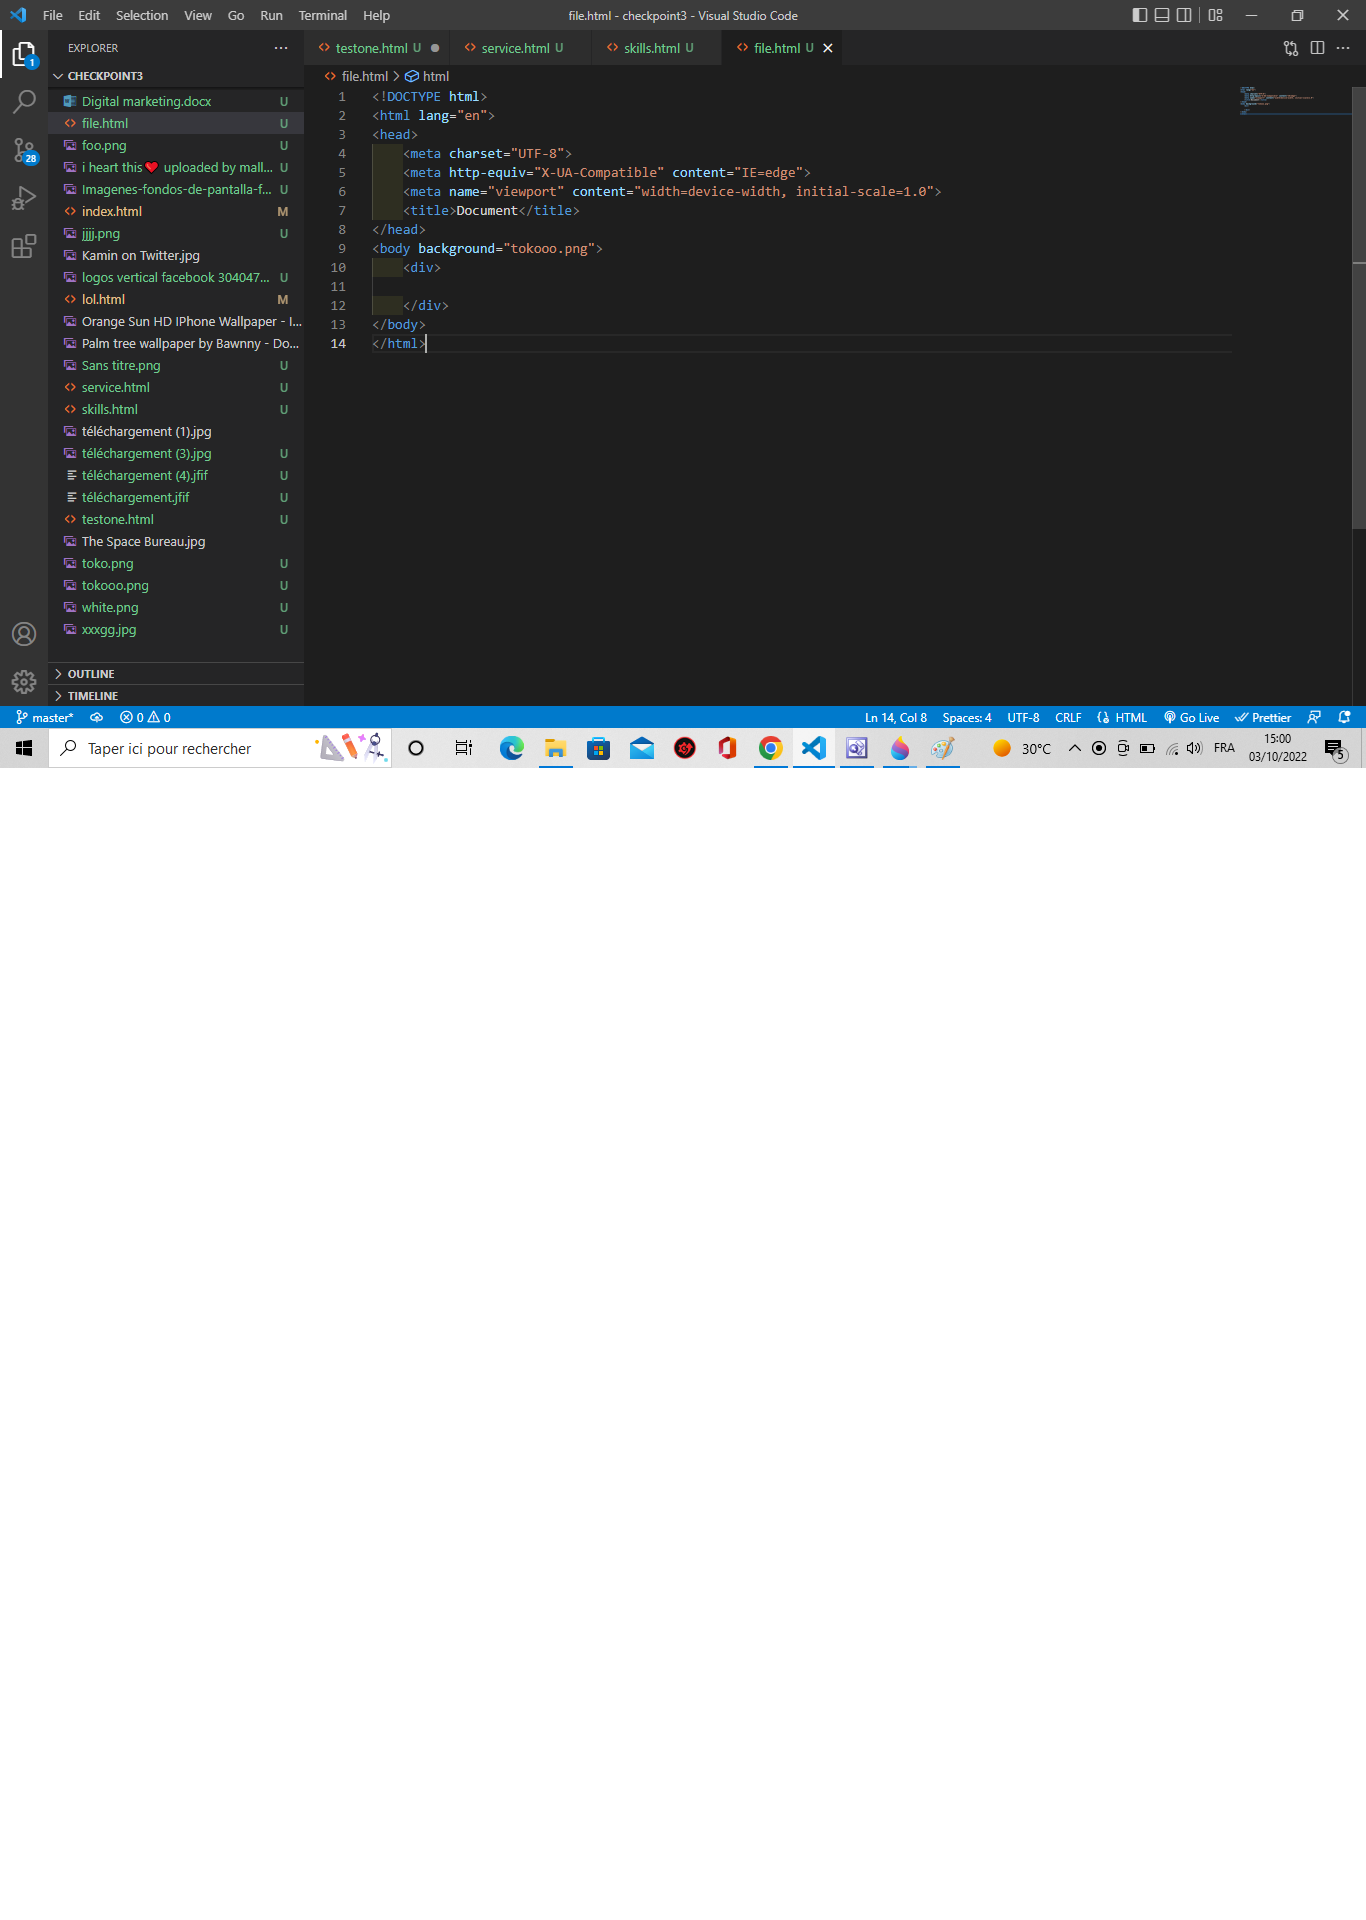 File Edit Selection View Go Run Terminal Help
file.html - checkpoint3 - Visual Studio Code
EXPLORER
testone.html U
service.html U
skills.html U
file.html U
CHECKPOINT3
file.html > html
Digital marketing.docx U
file.html U
foo.png U
i heart this❤️ uploaded by mall... U
Imagenes-fondos-de-pantalla-f... U
index.html M
jjjj.png U
Kamin on Twitter.jpg
logos vertical facebook 304047... U
lol.html M
Orange Sun HD IPhone Wallpaper - I...
Palm tree wallpaper by Bawnny - Do...
Sans titre.png U
service.html U
skills.html U
téléchargement (1).jpg
téléchargement (3).jpg U
téléchargement (4).jfif U
téléchargement.jfif U
testone.html U
The Space Bureau.jpg
toko.png U
tokooo.png U
white.png U
xxxgg.jpg U
OUTLINE
TIMELINE
1
28
1 <!DOCTYPE html>
2 <html lang="en">
3 <head>
4 <meta charset="UTF-8">
5 <meta http-equiv="X-UA-Compatible" content="IE=edge">
6 <meta name="viewport" content="width=device-width, initial-scale=1.0">
7 <title>Document</title>
8 </head>
9 <body background="tokooo.png">
10 <div>
11
12 </div>
13 </body>
14 </html>
master* 0 0
Ln 14, Col 8 Spaces: 4 UTF-8 CRLF HTML Go Live Prettier
Taper ici pour rechercher
30°C
FRA
15:00
03/10/2022
5